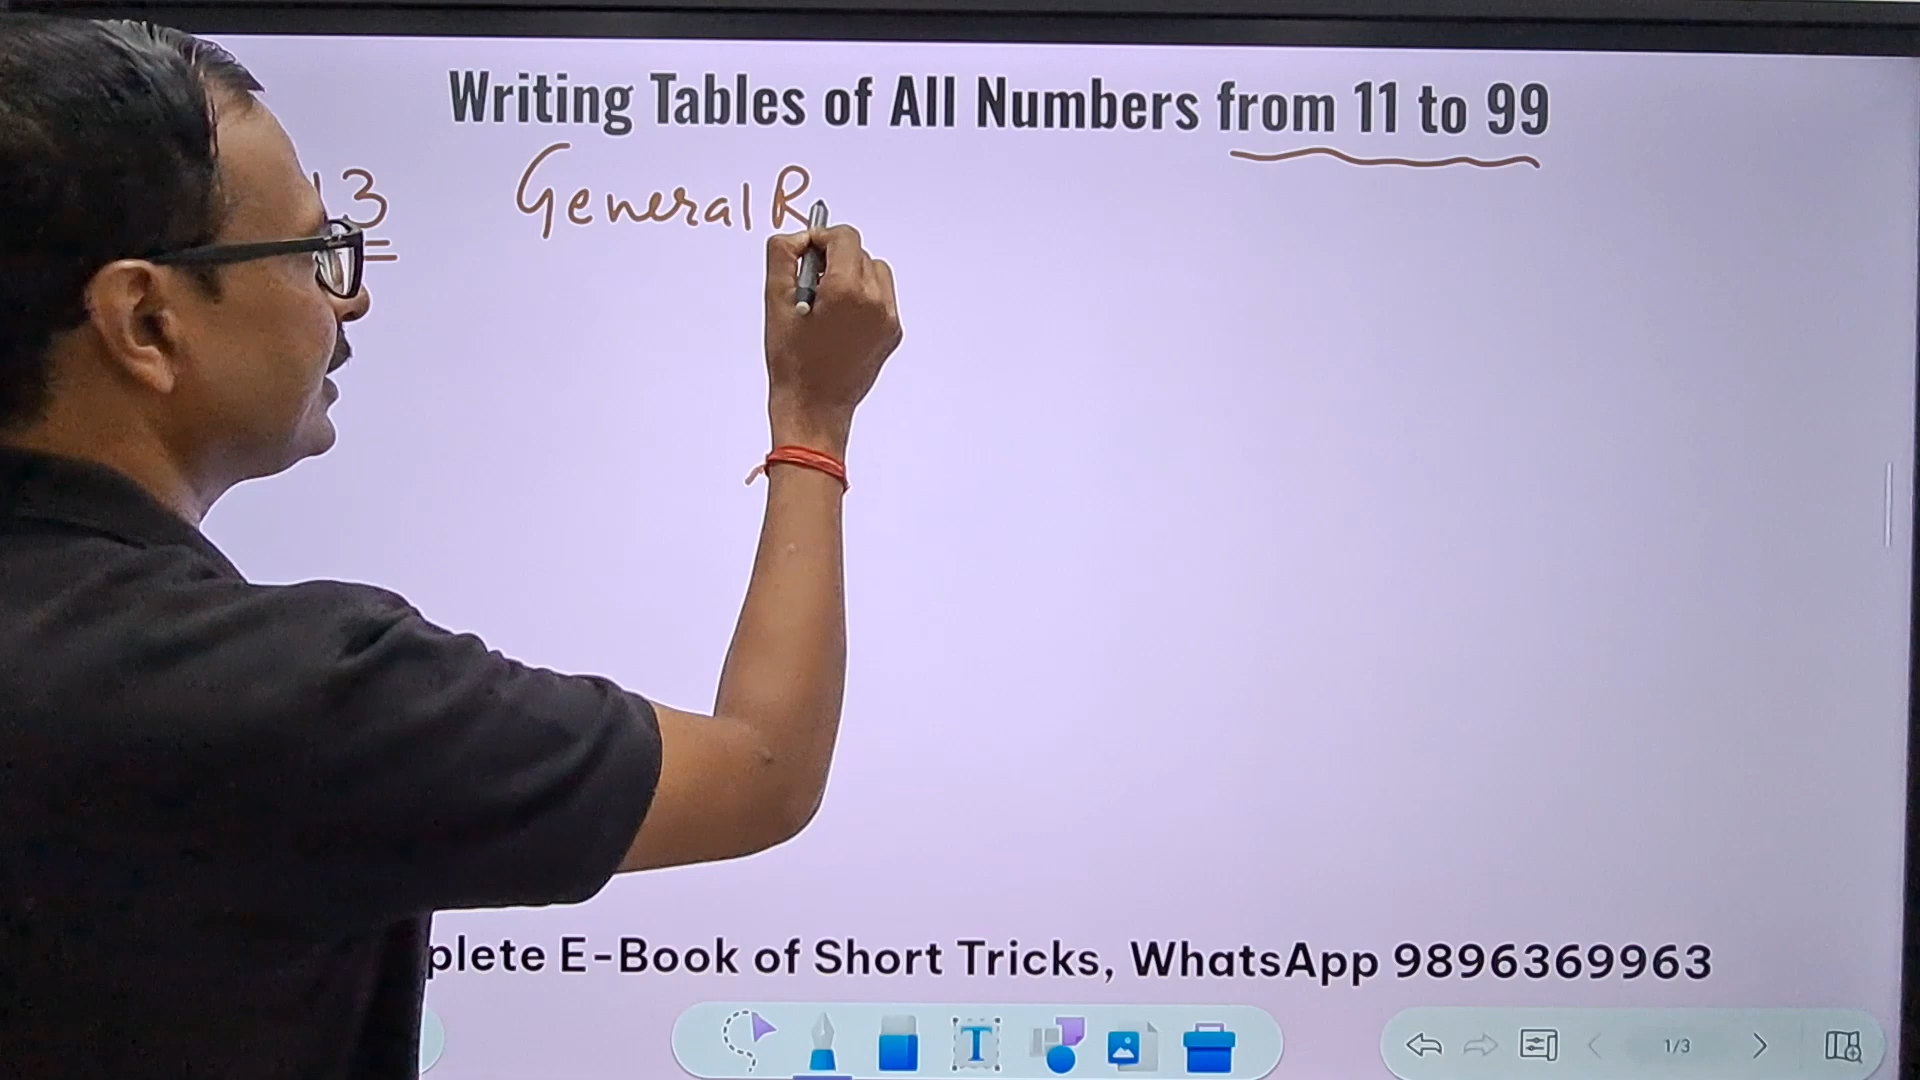 Writing Tables of All Numbers from 11 to 99
13 General R
plete E-Book of Short Tricks, WhatsApp 9896369963
T 1/3